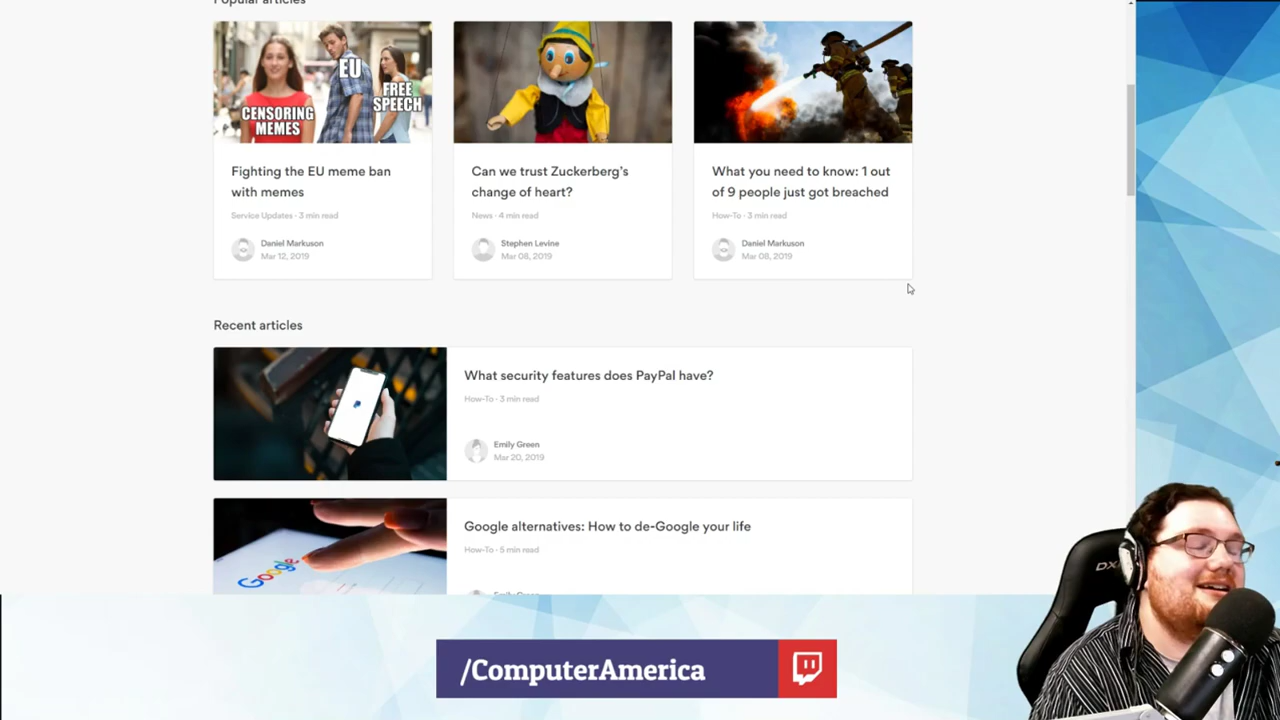 Popular articles
EU
FREE
SPEECH
CENSORING
MEMES
Fighting the EU meme ban
with memes
Service Updates · 3 min read
Daniel Markuson
Mar 12, 2019
Can we trust Zuckerberg's
change of heart?
News · 4 min read
Stephen Levine
Mar 08, 2019
What you need to know: 1 out
of 9 people just got breached
How-To · 3 min read
Daniel Markuson
Mar 08, 2019
Recent articles
What security features does PayPal have?
How-To · 3 min read
Emily Green
Mar 20, 2019
Google
Google alternatives: How to de-Google your life
How-To · 5 min read
/ComputerAmerica